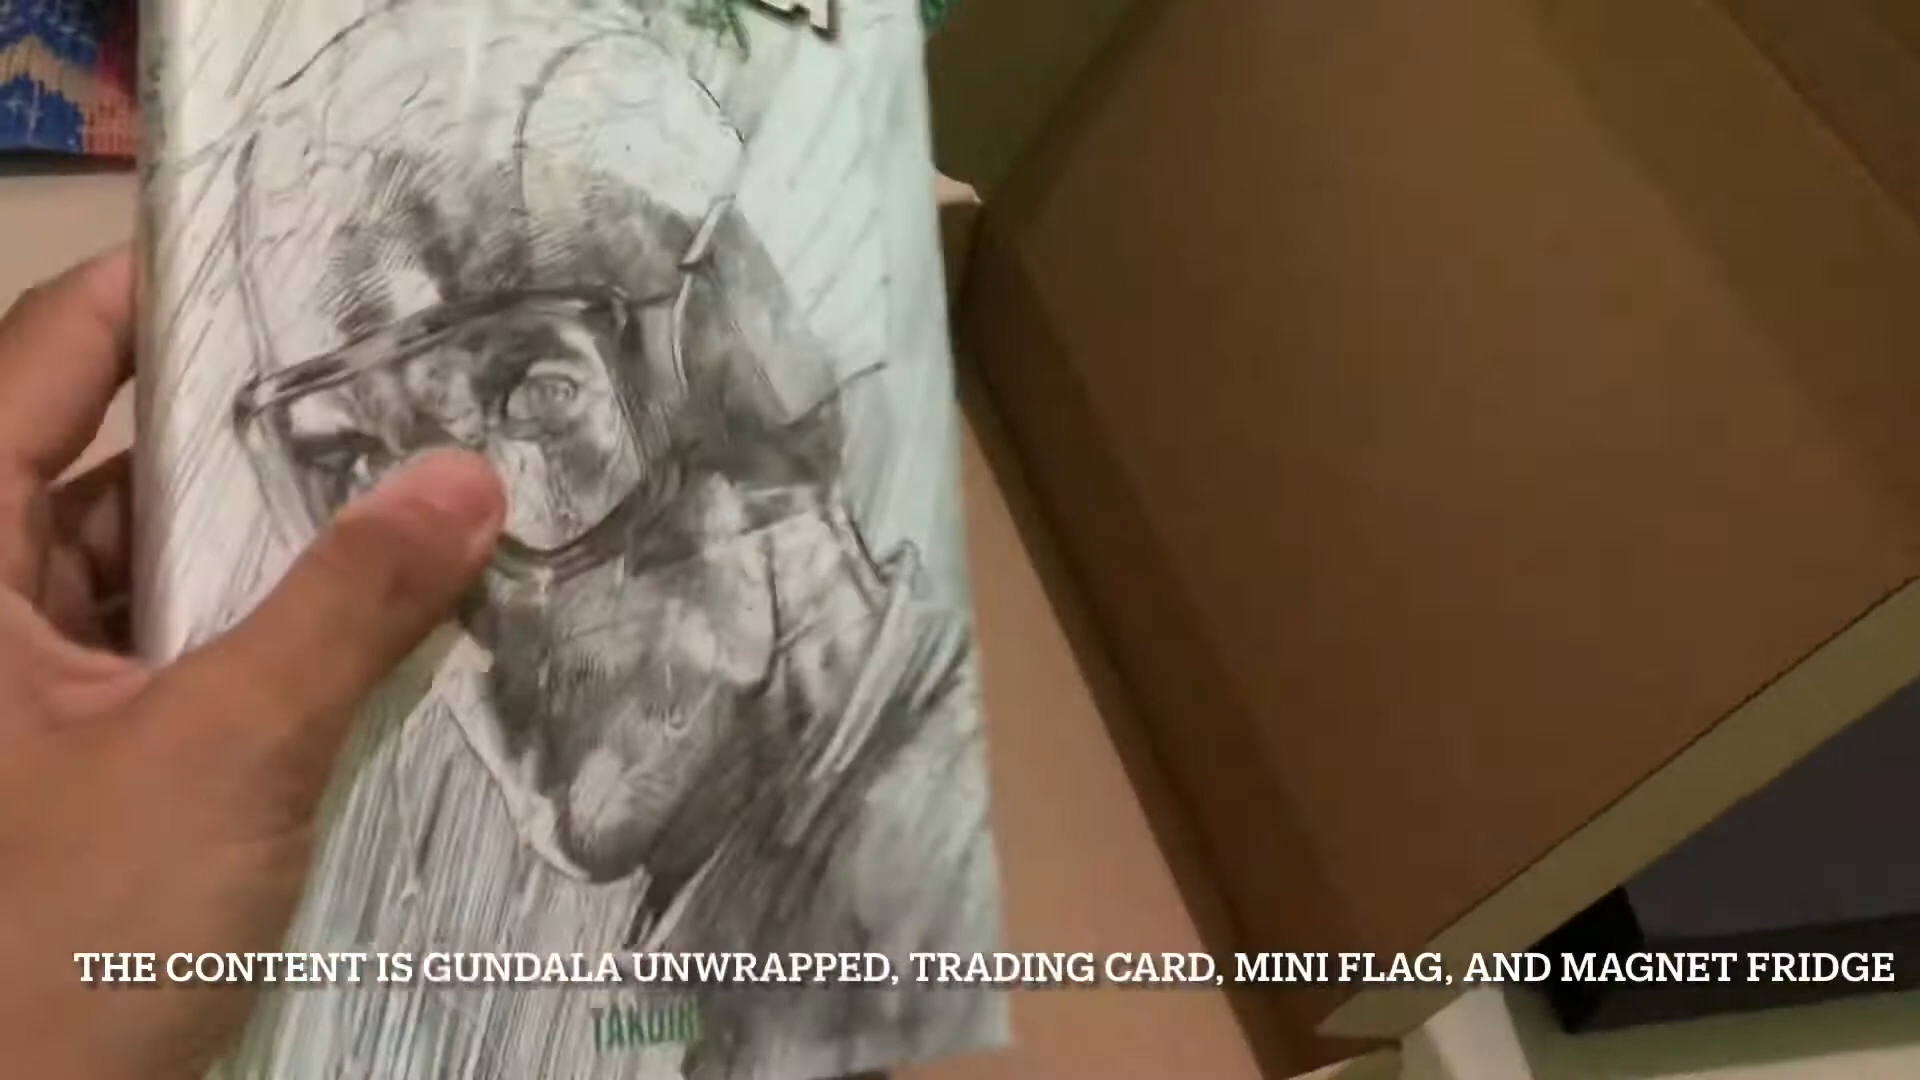 THE CONTENT IS GUNDALA UNWRAPPED, TRADING CARD, MINI FLAG, AND MAGNET FRIDGE